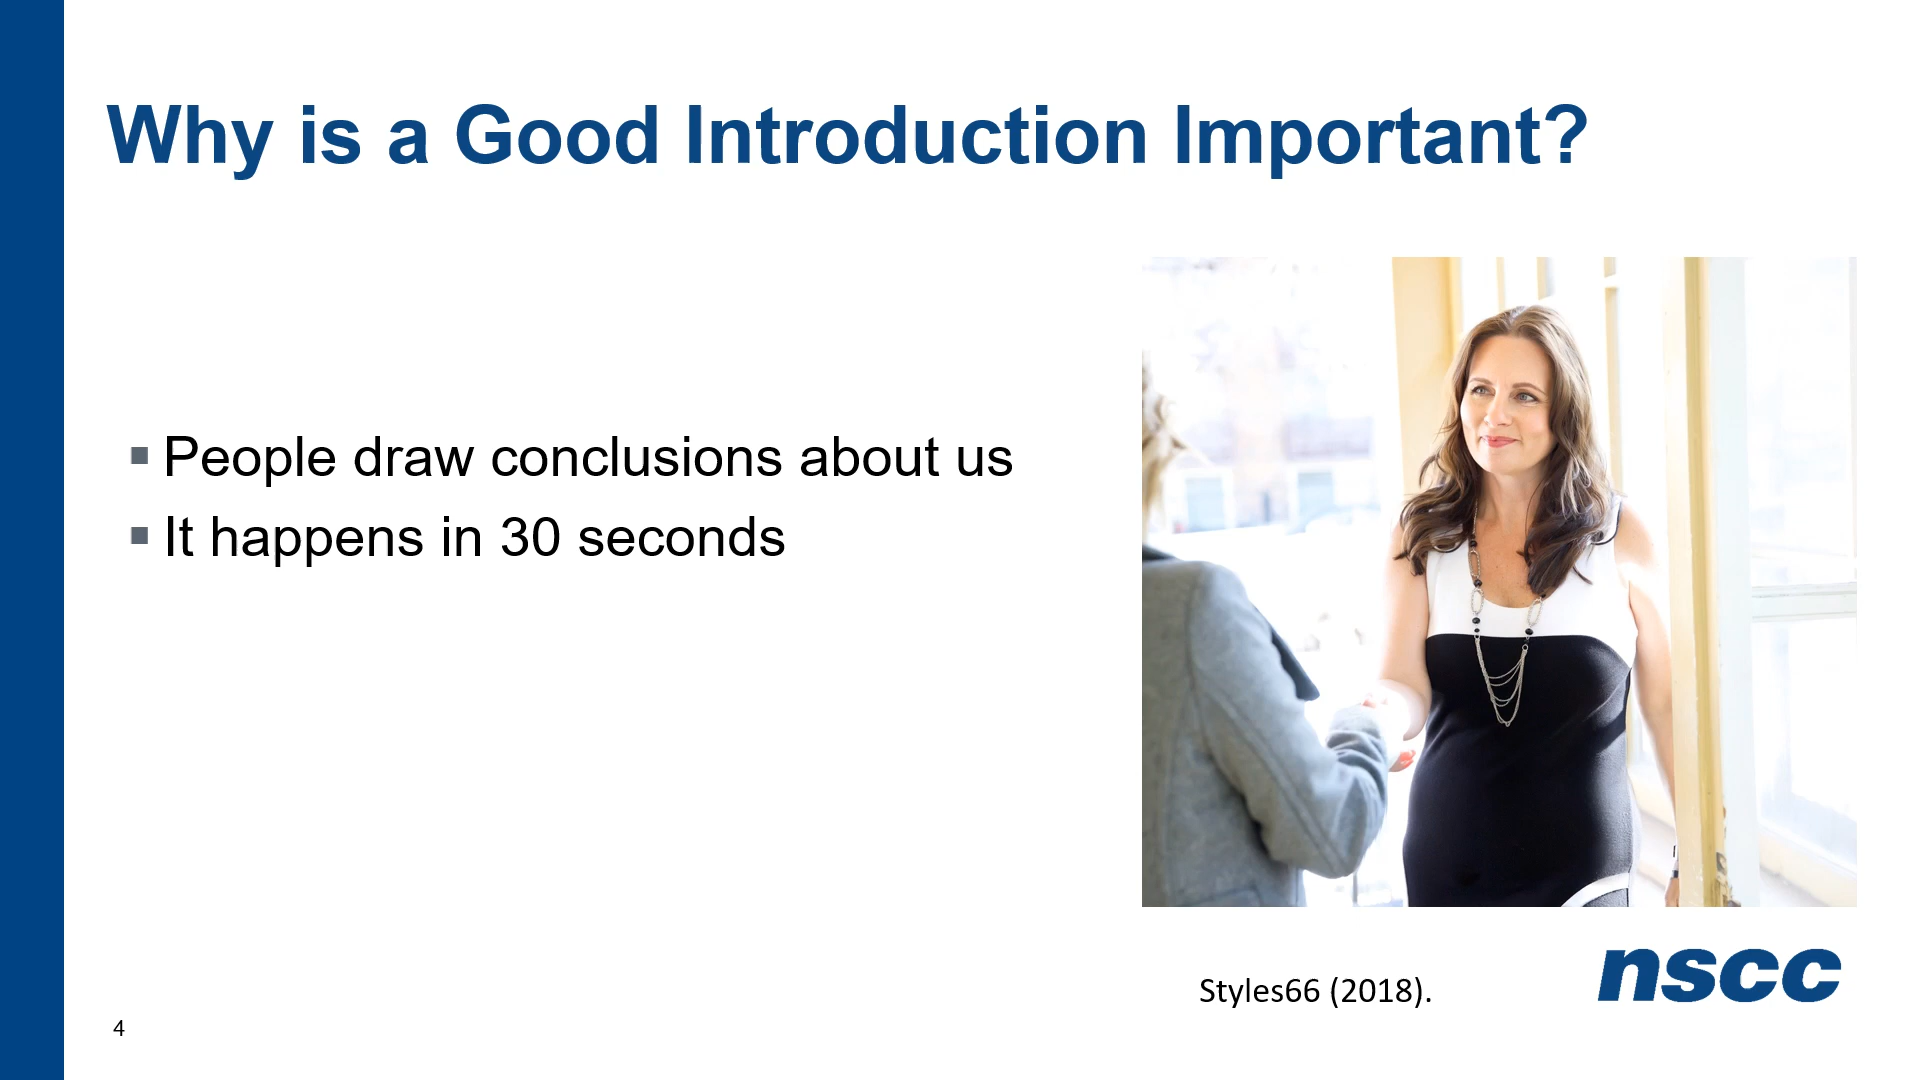 Why is a Good Introduction Important?
▪ People draw conclusions about us
▪ It happens in 30 seconds
Styles66 (2018).
nscc
4